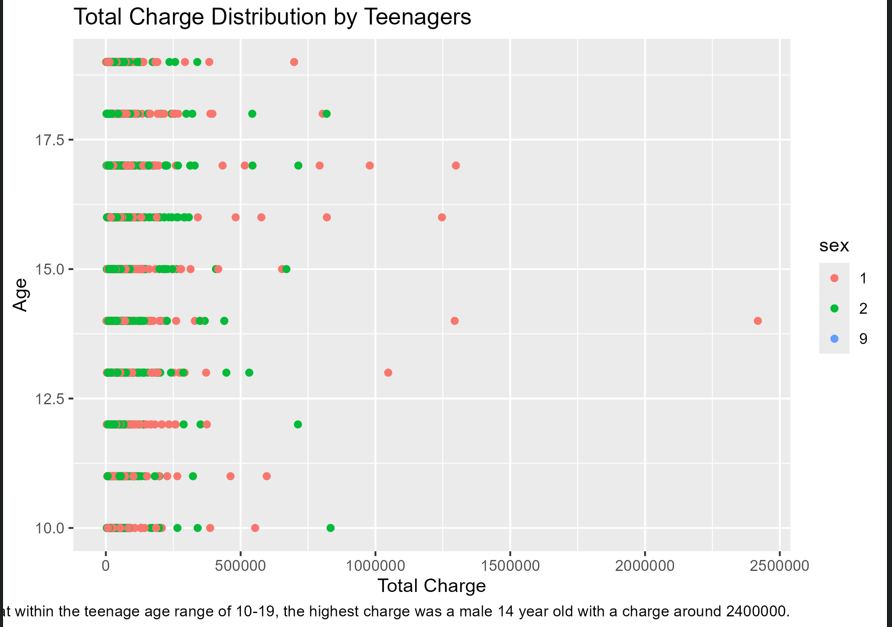 Total Charge Distribution by Teenagers
17.5
15.0
12.5
10.0
Age
0 500000 1000000 1500000 2000000 2500000
Total Charge
sex
1
2
9
within the teenage age range of 10-19, the highest charge was a male 14 year old with a charge around 2400000.